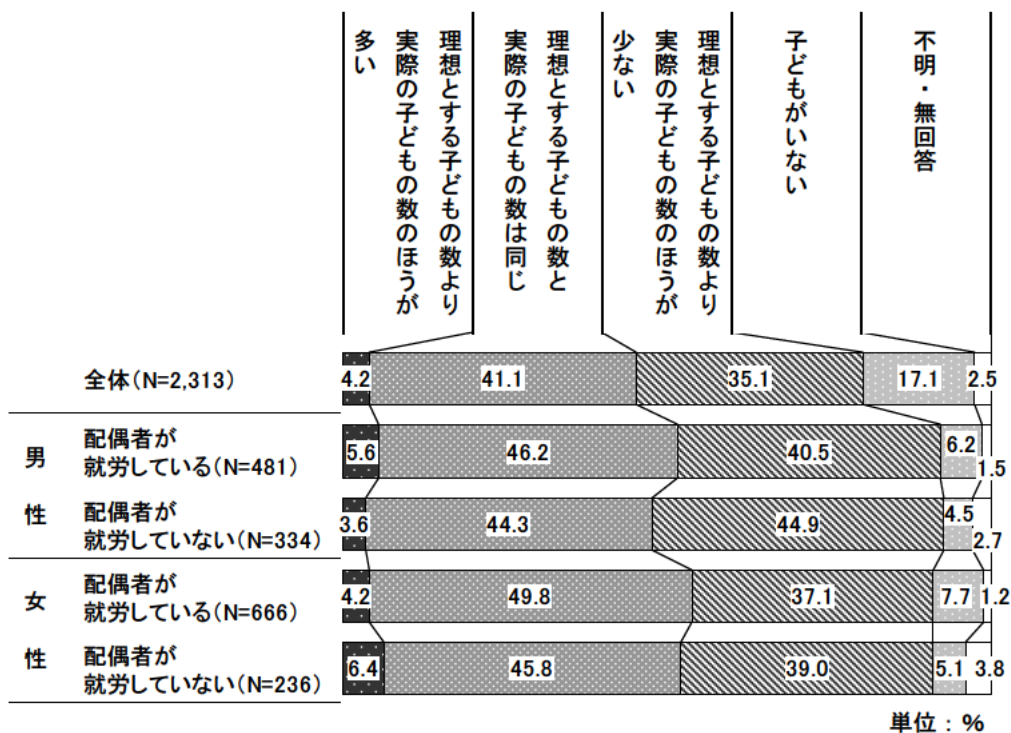 理想とする子どもの数より
実際の子どもの数のほうが
多い
理想とする子どもの数と
実際の子どもの数は同じ
理想とする子どもの数より
実際の子どもの数のほうが
少ない
子どもがいない
不明・無回答
全体(N=2,313)
4.2
41.1
35.1
17.1
2.5
男
性
配偶者が
就労している(N=481)
5.6
46.2
40.5
6.2
1.5
配偶者が
就労していない(N=334)
3.6
44.3
44.9
4.5
2.7
女
性
配偶者が
就労している(N=666)
4.2
49.8
37.1
7.7
1.2
配偶者が
就労していない(N=236)
6.4
45.8
39.0
5.1
3.8
単位:%